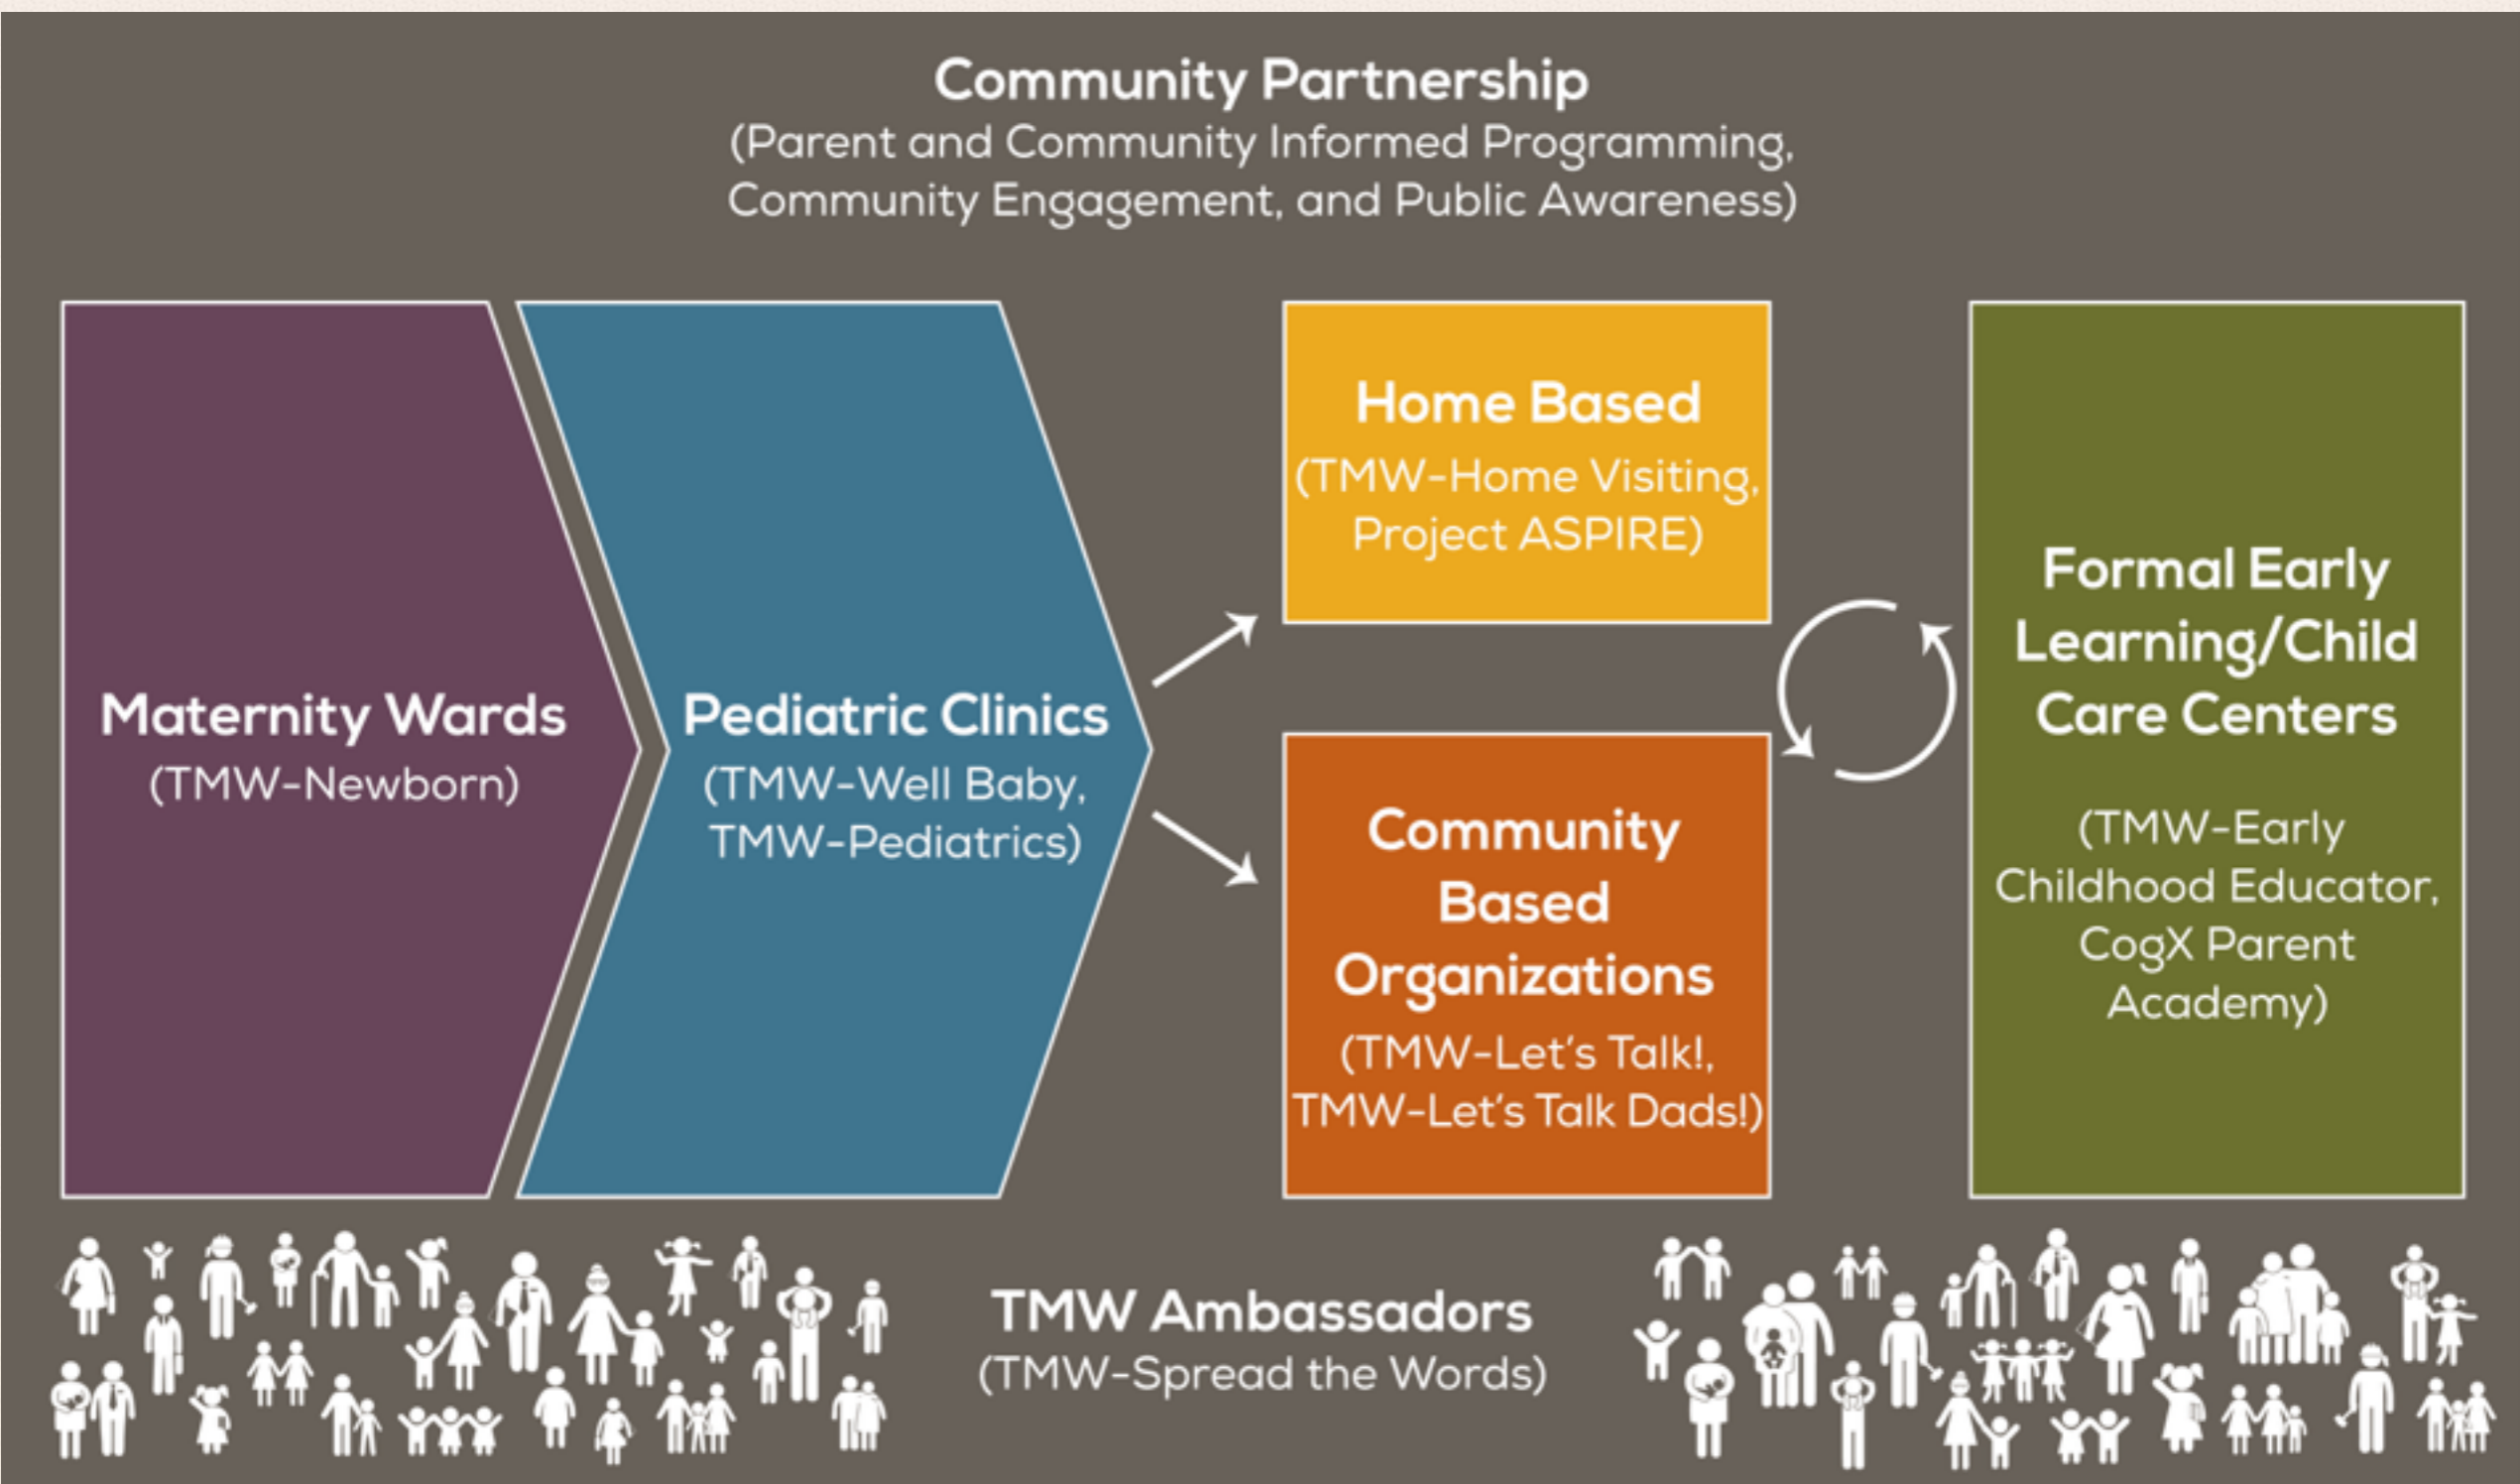 Community Partnership
(Parent and Community Informed Programming,
Community Engagement, and Public Awareness)
Maternity Wards
(TMW-Newborn)
Pediatric Clinics
(TMW-Well Baby,
TMW-Pediatrics)
Home Based
(TMW-Home Visiting,
Project ASPIRE)
Community
Based
Organizations
(TMW-Let's Talk!,
TMW-Let's Talk Dads!)
Formal Early
Learning/Child
Care Centers
(TMW-Early
Childhood Educator,
CogX Parent
Academy)
TMW Ambassadors
(TMW-Spread the Words)